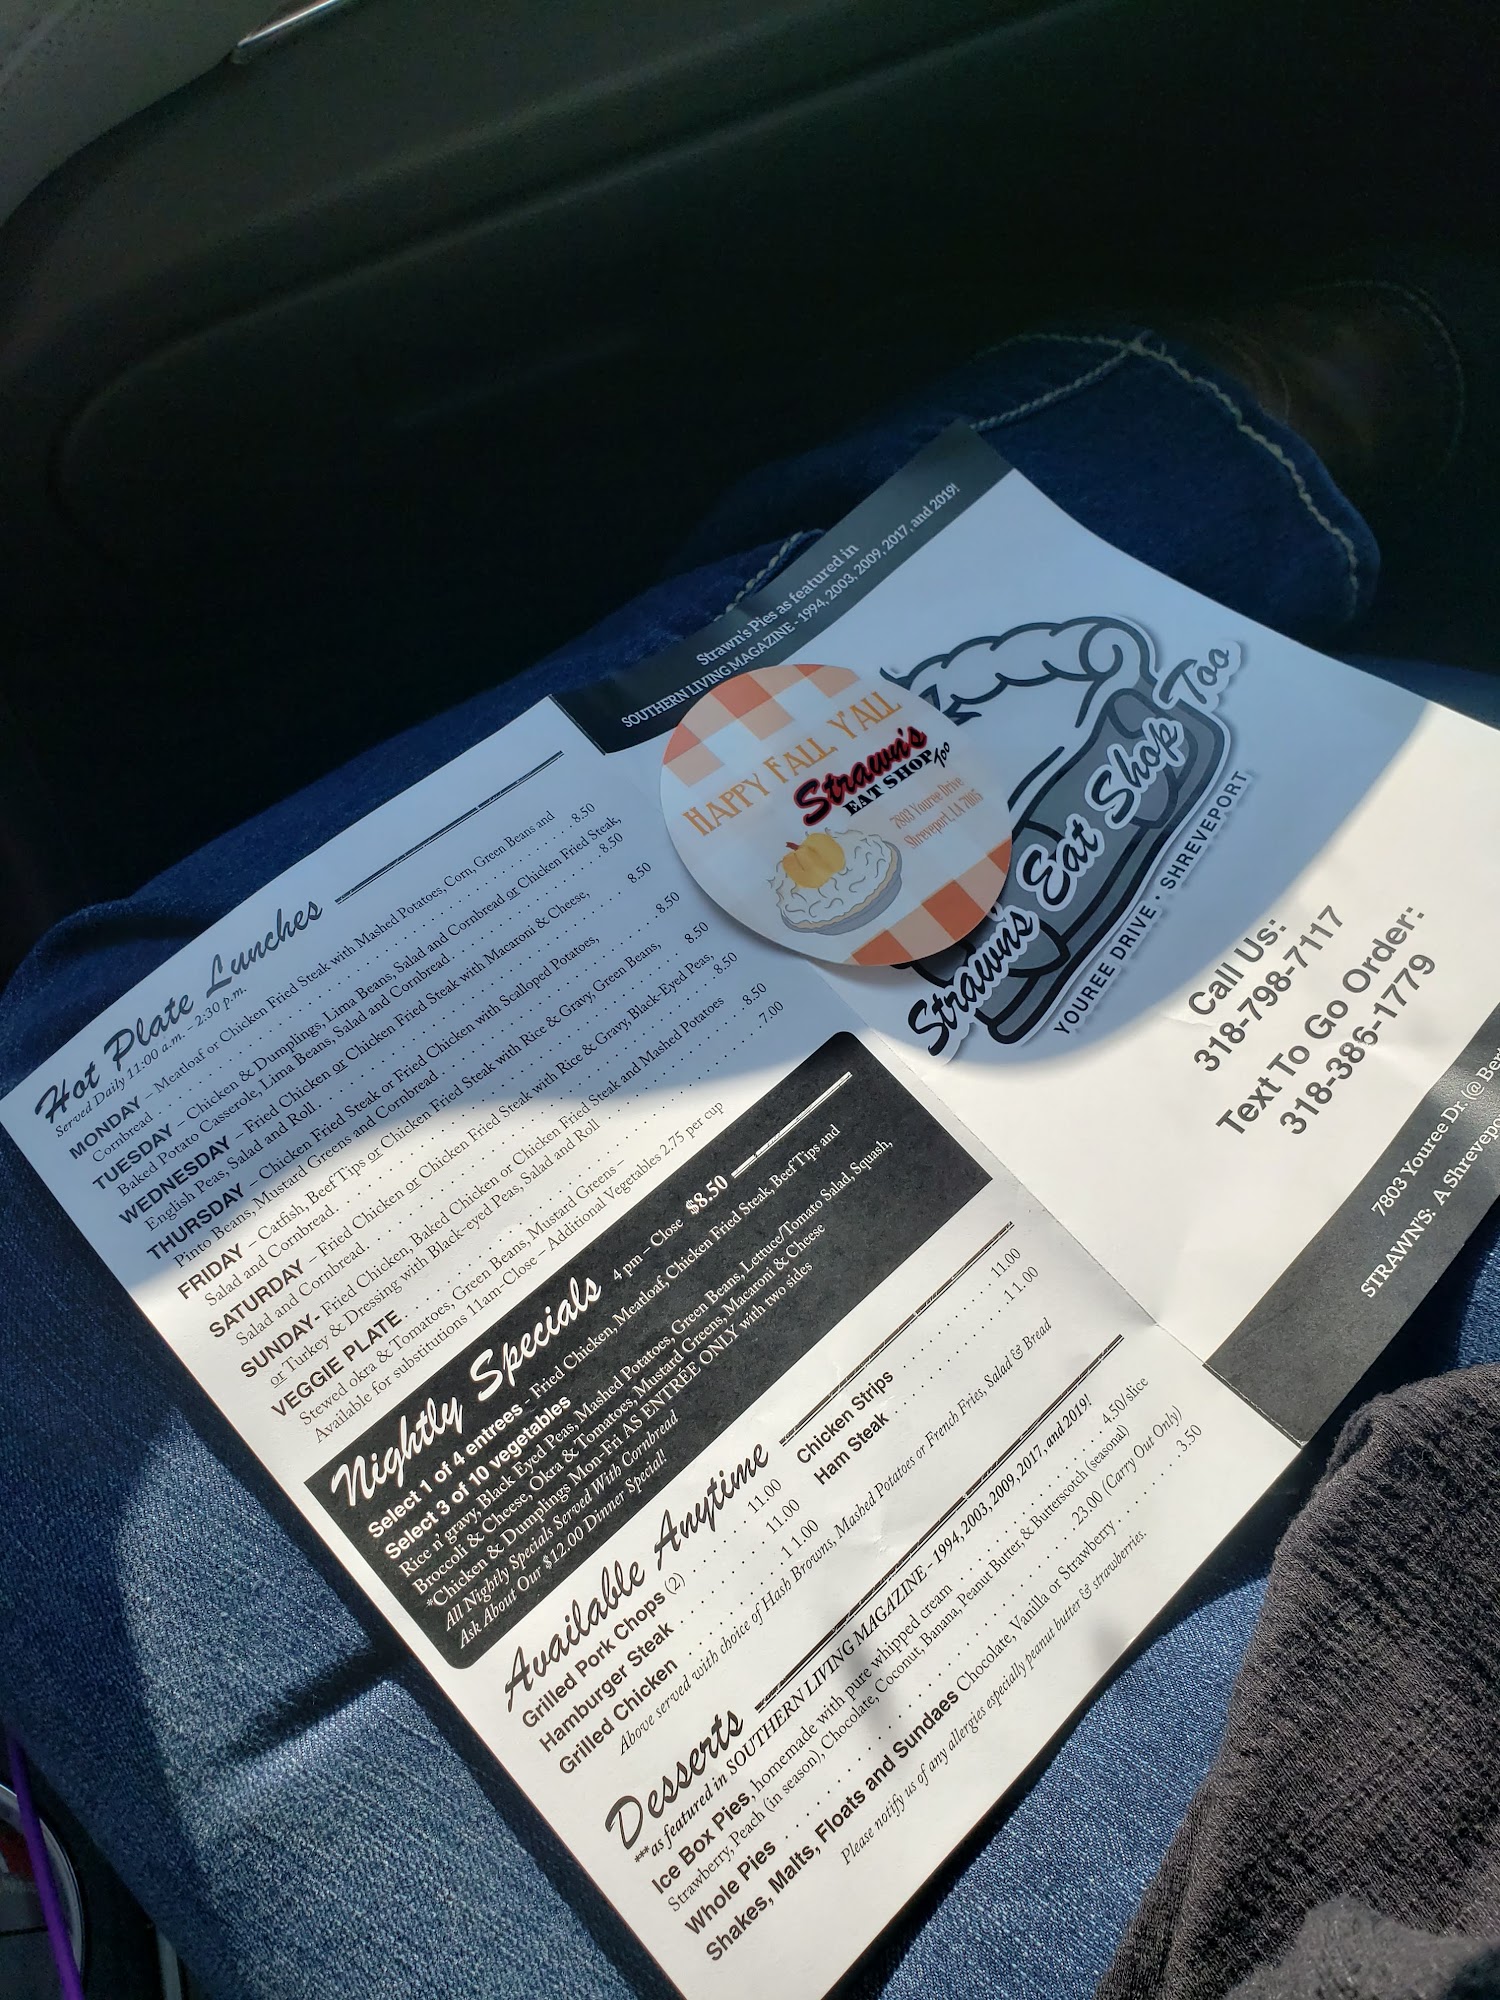 Strawn's Pies as featured in
SOUTHERN LIVING MAGAZINE - 1994, 2003, 2009, 2017, and 2019!
HAPPY FALL, Y'ALL
Strawn's
EAT SHOP Too
7803 Youree Drive
Shreveport, LA 71105
Strawn's Eat Shop Too
YOUREE DRIVE • SHREVEPORT
Call Us:
318-798-7117
Text To Go Order:
318-386-1779
7803 Youree Dr. (@
STRAWN'S: A
Hot Plate Lunches
Served Daily 11:00 a.m. – 2:30 p.m.
MONDAY – Meatloaf or Chicken Fried Steak with Mashed Potatoes, Corn, Green Beans and
Cornbread 8.50
TUESDAY – Chicken & Dumplings, Lima Beans, Salad and Cornbread or Chicken Fried Steak,
Baked Potato Casserole, Lima Beans, Salad and Cornbread 8.50
WEDNESDAY – Fried Chicken or Chicken Fried Steak with Macaroni & Cheese,
English Peas, Salad and Roll 8.50
THURSDAY – Chicken Fried Steak or Fried Chicken with Scalloped Potatoes,
Pinto Beans, Mustard Greens and Cornbread 8.50
FRIDAY – Catfish, Beef Tips or Chicken Fried Steak with Rice & Gravy, Green Beans,
Salad and Cornbread 8.50
SATURDAY – Fried Chicken or Chicken Fried Steak with Rice & Gravy, Black-Eyed Peas,
Salad and Cornbread 8.50
SUNDAY- Fried Chicken, Baked Chicken or Chicken Fried Steak and Mashed Potatoes
or Turkey & Dressing with Black-eyed Peas, Salad and Roll 8.50
VEGGIE PLATE 7.00
Stewed okra & Tomatoes, Green Beans, Mustard Greens –
Available for substitutions 11am–Close – Additional Vegetables 2.75 per cup
Nightly Specials 4 pm – Close $8.50
Select 1 of 4 entrees - Fried Chicken, Meatloaf, Chicken Fried Steak, Beef Tips and
Select 3 of 10 vegetables
Rice n' gravy, Black Eyed Peas, Mashed Potatoes, Green Beans, Lettuce/Tomato Salad, Squash,
Broccoli & Cheese, Okra & Tomatoes, Mustard Greens, Macaroni & Cheese
*Chicken & Dumplings Mon-Fri AS ENTRÉE ONLY with two sides
All Nightly Specials Served With Cornbread
Ask About Our $12.00 Dinner Special!
Available Anytime
Grilled Pork Chops (2) 11.00
Hamburger Steak 11.00
Grilled Chicken 11.00
Chicken Strips 11.00
Ham Steak 11.00
Above served with choice of Hash Browns, Mashed Potatoes or French Fries, Salad & Bread
Desserts
***as featured in SOUTHERN LIVING MAGAZINE - 1994, 2003, 2009, 2017, and 2019!
Ice Box Pies, homemade with pure whipped cream 4.50/slice
Strawberry, Peach (in season), Chocolate, Coconut, Banana, Peanut Butter, & Butterscotch (seasonal)
Whole Pies 23.00 (Carry Out Only)
Shakes, Malts, Floats and Sundaes Chocolate, Vanilla or Strawberry 3.50
Please notify us of any allergies especially peanut butter & strawberries.